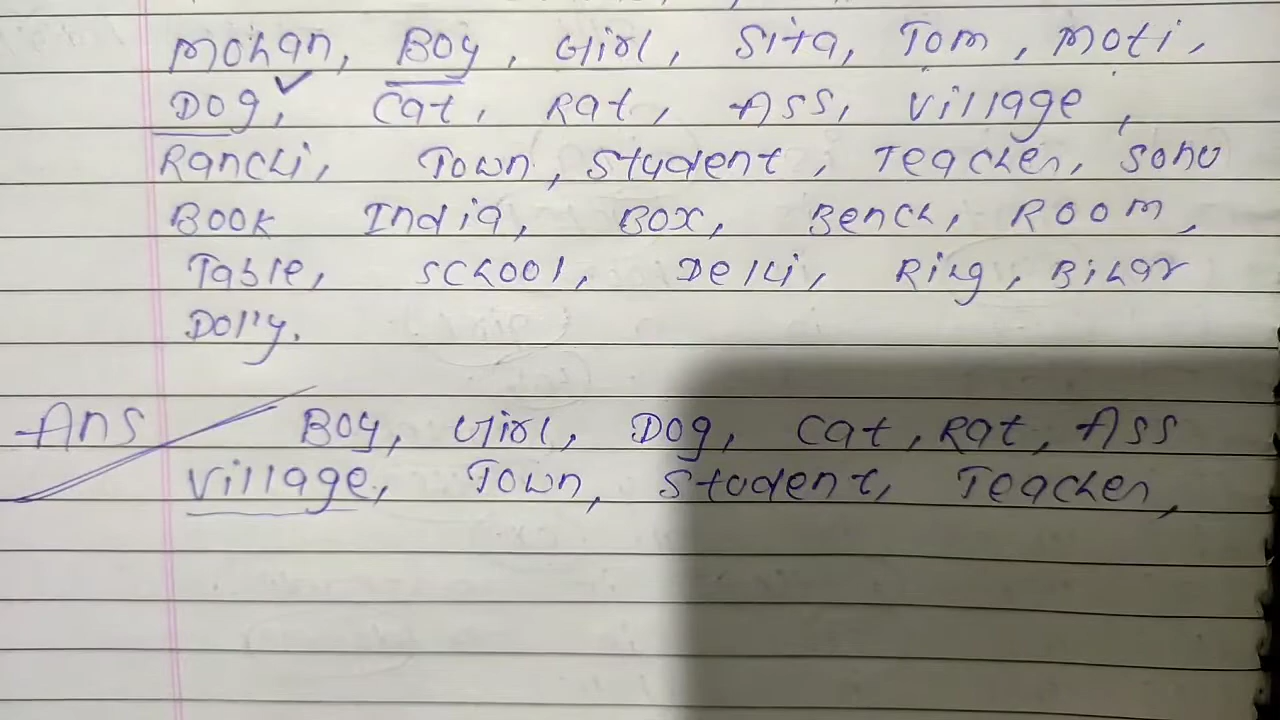 Mohan, Boy, Girl, Sita, Tom, Moti,
Dog, Cat, Rat, Ass, Village,
Ranchi, Town, Student, Teacher, Sonu
Book India, Box, Bench, Room,
Table, School, Delhi, Ring, Bihar
Dolly.
Ans Boy, Girl, Dog, Cat, Rat, Ass
Village, Town, Student, Teacher,